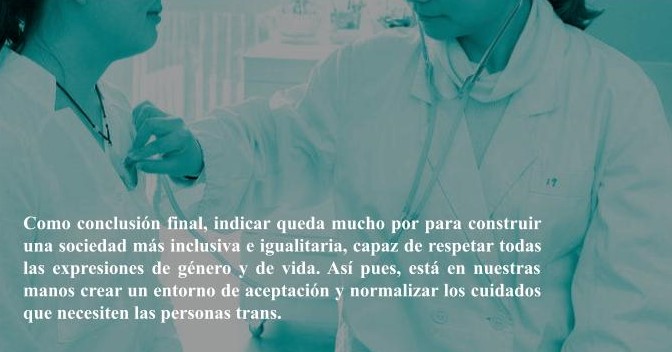 Como conclusión final, indicar queda mucho por para construir
una sociedad más inclusiva e igualitaria, capaz de respetar todas
las expresiones de género y de vida. Así pues, está en nuestras
manos crear un entorno de aceptación y normalizar los cuidados
que necesiten las personas trans.